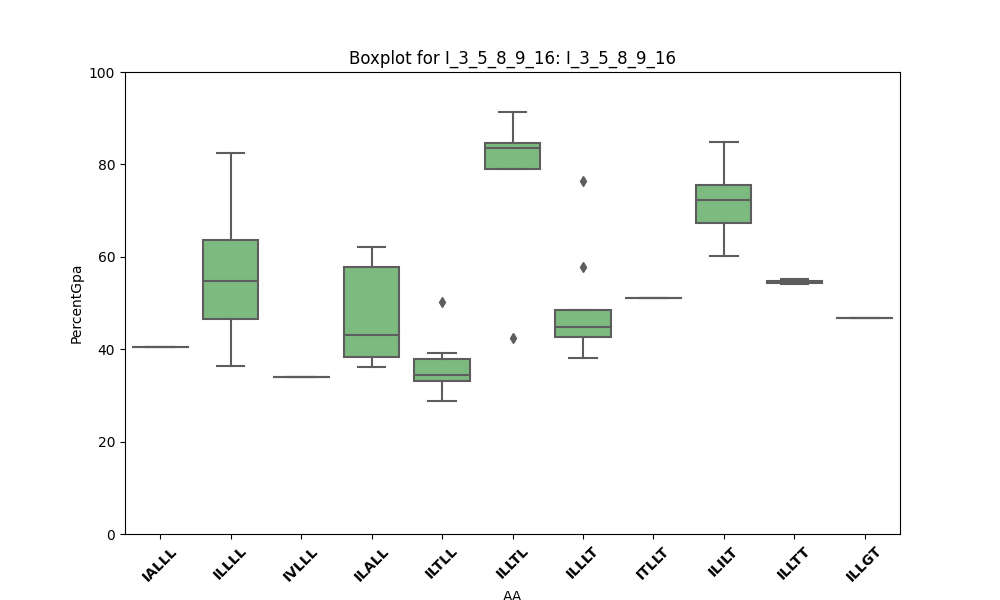 Boxplot for I_3_5_8_9_16: I_3_5_8_9_16
PercentGpa
100
80
60
40
20
0
IALLL
ILLLL
IVLLL
ILALL
ILTLL
ILLTL
ILLLT
ITLLT
ILILT
ILLTT
ILLGT
AA